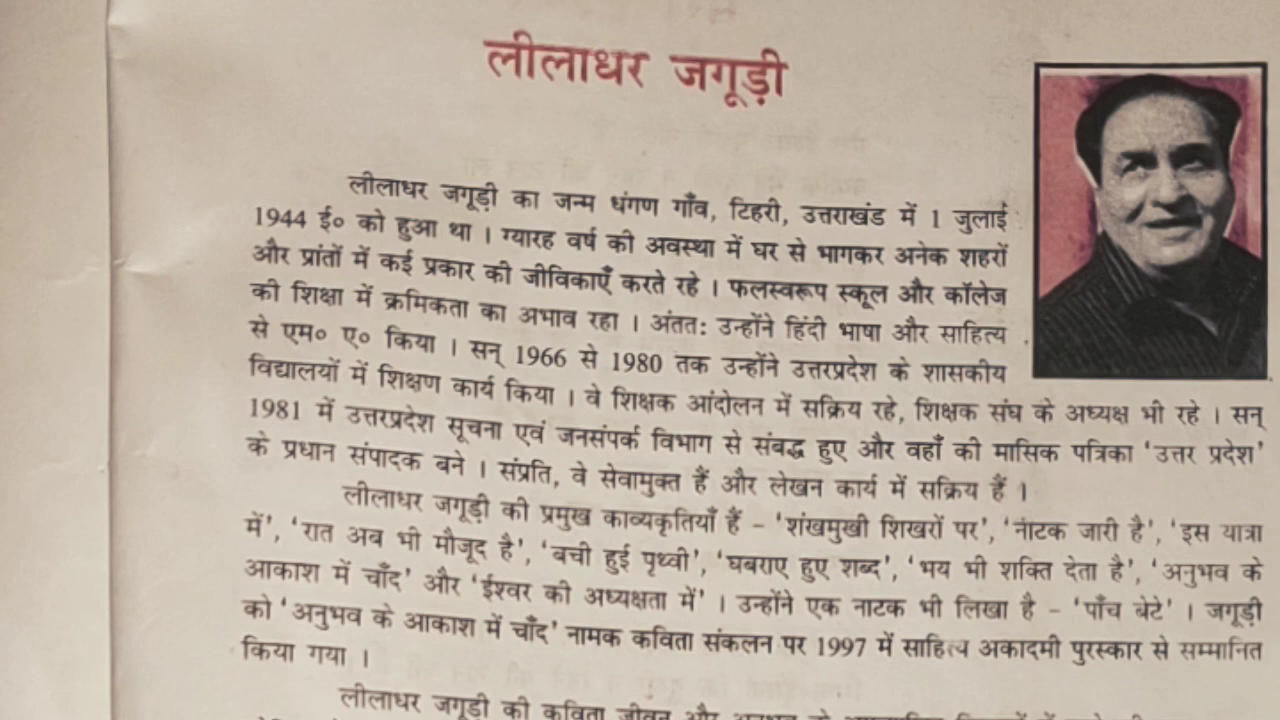 लीलाधर जगूड़ी
लीलाधर जगूड़ी का जन्म धंगण गाँव, टिहरी, उत्तराखंड में 1 जुलाई
1944 ई० को हुआ था । ग्यारह वर्ष की अवस्था में घर से भागकर अनेक शहरों
और प्रांतों में कई प्रकार की जीविकाएँ करते रहे । फलस्वरूप स्कूल और कॉलेज
की शिक्षा में क्रमिकता का अभाव रहा । अंततः उन्होंने हिंदी भाषा और साहित्य
से एम० ए० किया । सन् 1966 से 1980 तक उन्होंने उत्तरप्रदेश के शासकीय
विद्यालयों में शिक्षण कार्य किया । वे शिक्षक आंदोलन में सक्रिय रहे, शिक्षक संघ के अध्यक्ष भी रहे । सन्
1981 में उत्तरप्रदेश सूचना एवं जनसंपर्क विभाग से संबद्ध हुए और वहाँ की मासिक पत्रिका ‘उत्तर प्रदेश’
के प्रधान संपादक बने । संप्रति, वे सेवामुक्त हैं और लेखन कार्य में सक्रिय हैं ।
लीलाधर जगूड़ी की प्रमुख काव्यकृतियाँ हैं – ‘शंखमुखी शिखरों पर’, ‘नाटक जारी है’, ‘इस यात्रा
में’, ‘रात अब भी मौजूद है’, ‘बची हुई पृथ्वी’, ‘घबराए हुए शब्द’, ‘भय भी शक्ति देता है’, ‘अनुभव के
आकाश में चाँद’ और ‘ईश्वर की अध्यक्षता में’ । उन्होंने एक नाटक भी लिखा है – ‘पाँच बेटे’ । जगूड़ी
को ‘अनुभव के आकाश में चाँद’ नामक कविता संकलन पर 1997 में साहित्य अकादमी पुरस्कार से सम्मानित
किया गया ।
लीलाधर जगूड़ी की कविता जीवन और